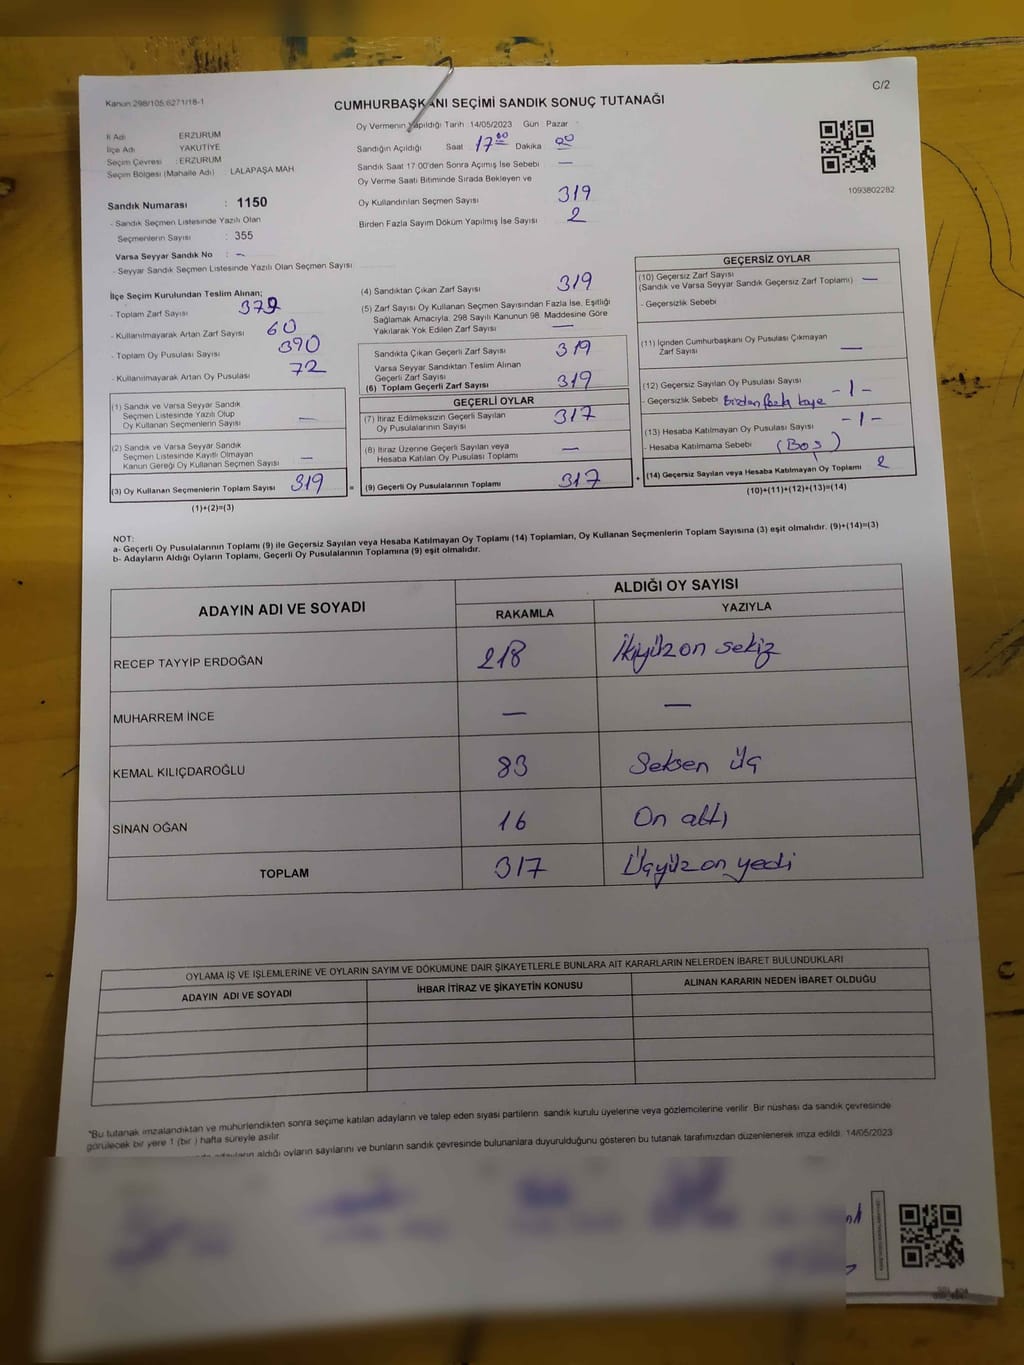 Kanun 298/105,6271/18-1
C/2
CUMHURBAŞKANI SEÇİMİ SANDIK SONUÇ TUTANAĞI
İl Adı ERZURUM
İlçe Adı YAKUTİYE
Seçim Çevresi : ERZURUM
Seçim Bölgesi (Mahalle Adı) : LALAPAŞA MAH
Sandık Numarası : 1150
- Sandık Seçmen Listesinde Yazılı Olan
Seçmenlerin Sayısı : 355
Varsa Seyyar Sandık No : -
- Seyyar Sandık Seçmen Listesinde Yazılı Olan Seçmen Sayısı
Oy Vermenin Yapıldığı Tarih 14/05/2023 Gün Pazar
Sandığın Açıldığı Saat 17 00 Dakika 00
Sandık Saat 17:00'den Sonra Açımış İse Sebebi —
Oy Verme Saati Bitiminde Sırada Bekleyen ve
Oy Kullandırılan Seçmen Sayısı 319
Birden Fazla Sayım Döküm Yapılmış İse Sayısı 2
1093802282
İlçe Seçim Kurulundan Teslim Alınan;
- Toplam Zarf Sayısı
- Kullanılmayarak Artan Zarf Sayısı 60
- Toplam Oy Pusulası Sayısı 390
- Kullanılmayarak Artan Oy Pusulası 72
(1) Sandık ve Varsa Seyyar Sandık
Seçmen Listesinde Yazılı Olup
Oy Kullanan Seçmenlerin Sayısı —
(2) Sandık ve Varsa Seyyar Sandık
Seçmen Listesinde Kayıtlı Olmayan
Kanun Gereği Oy Kullanan Seçmen Sayısı —
(3) Oy Kullanan Seçmenlerin Toplam Sayısı 319 =
(1)+(2)=(3)
(4) Sandıktan Çıkan Zarf Sayısı 319
(5) Zarf Sayısı Oy Kullanan Seçmen Sayısından Fazla İse, Eşitliği
Sağlamak Amacıyla, 298 Sayılı Kanunun 98. Maddesine Göre
Yakılarak Yok Edilen Zarf Sayısı —
Sandıkta Çıkan Geçerli Zarf Sayısı 319
Varsa Seyyar Sandıktan Teslim Alınan
Geçerli Zarf Sayısı
(6) Toplam Geçerli Zarf Sayısı 319
GEÇERLİ OYLAR
(7) İtiraz Edilmeksizin Geçerli Sayılan
Oy Pusulalarının Sayısı 317
(8) İtiraz Üzerine Geçerli Sayılan veya
Hesaba Katılan Oy Pusulası Toplamı —
(9) Geçerli Oy Pusulalarının Toplamı 317 +
GEÇERSİZ OYLAR
(10) Geçersiz Zarf Sayısı
(Sandık ve Varsa Seyyar Sandık Geçersiz Zarf Toplamı) —
- Geçersizlik Sebebi
(11) İçinden Cumhurbaşkanı Oy Pusulası Çıkmayan
Zarf Sayısı —
(12) Geçersiz Sayılan Oy Pusulası Sayısı - 1 -
- Geçersizlik Sebebi Birden fazla
(13) Hesaba Katılmayan Oy Pusulası Sayısı - 1 -
- Hesaba Katılmama Sebebi (Boş)
(14) Geçersiz Sayılan veya Hesaba Katılmayan Oy Toplamı 2
(10)+(11)+(12)+(13)=(14)
NOT:
a- Geçerli Oy Pusulalarının Toplamı (9) ile Geçersiz Sayılan veya Hesaba Katılmayan Oy Toplamı (14) Toplamları, Oy Kullanan Seçmenlerin Toplam Sayısına (3) eşit olmalıdır. (9)+(14)=(3)
b- Adayların Aldığı Oyların Toplamı, Geçerli Oy Pusulalarının Toplamına (9) eşit olmalıdır.
ADAYIN ADI VE SOYADI ALDIĞI OY SAYISI
RAKAMLA YAZIYLA
RECEP TAYYİP ERDOĞAN 218 İkiyüz on sekiz
MUHARREM İNCE — —
KEMAL KILIÇDAROĞLU 83 Seksen üç
SİNAN OĞAN 16 On altı
TOPLAM 317 Üçyüz on yedi
OYLAMA İŞ VE İŞLEMLERİNE VE OYLARIN SAYIM VE DÖKÜMÜNE DAİR ŞİKAYETLERLE BUNLARA AİT KARARLARIN NELERDEN İBARET BULUNDUKLARI
ADAYIN ADI VE SOYADI İHBAR İTİRAZ VE ŞİKAYETİN KONUSU ALINAN KARARIN NEDEN İBARET OLDUĞU
"Bu tutanak imzalandıktan ve mühürlendikten sonra seçime katılan adayların ve talep eden siyasi partilerin sandık kurulu üyelerine veya gözlemcilerine verilir. Bir nüshası da sandık çevresinde
görülecek bir yere 1 (bir ) hafta süreyle asılır.
aldığı oyların sayılarını ve bunların sandık çevresinde bulunanlara duyurulduğunu gösteren bu tutanak tarafımızdan düzenlenerek imza edildi. 14/05/2023